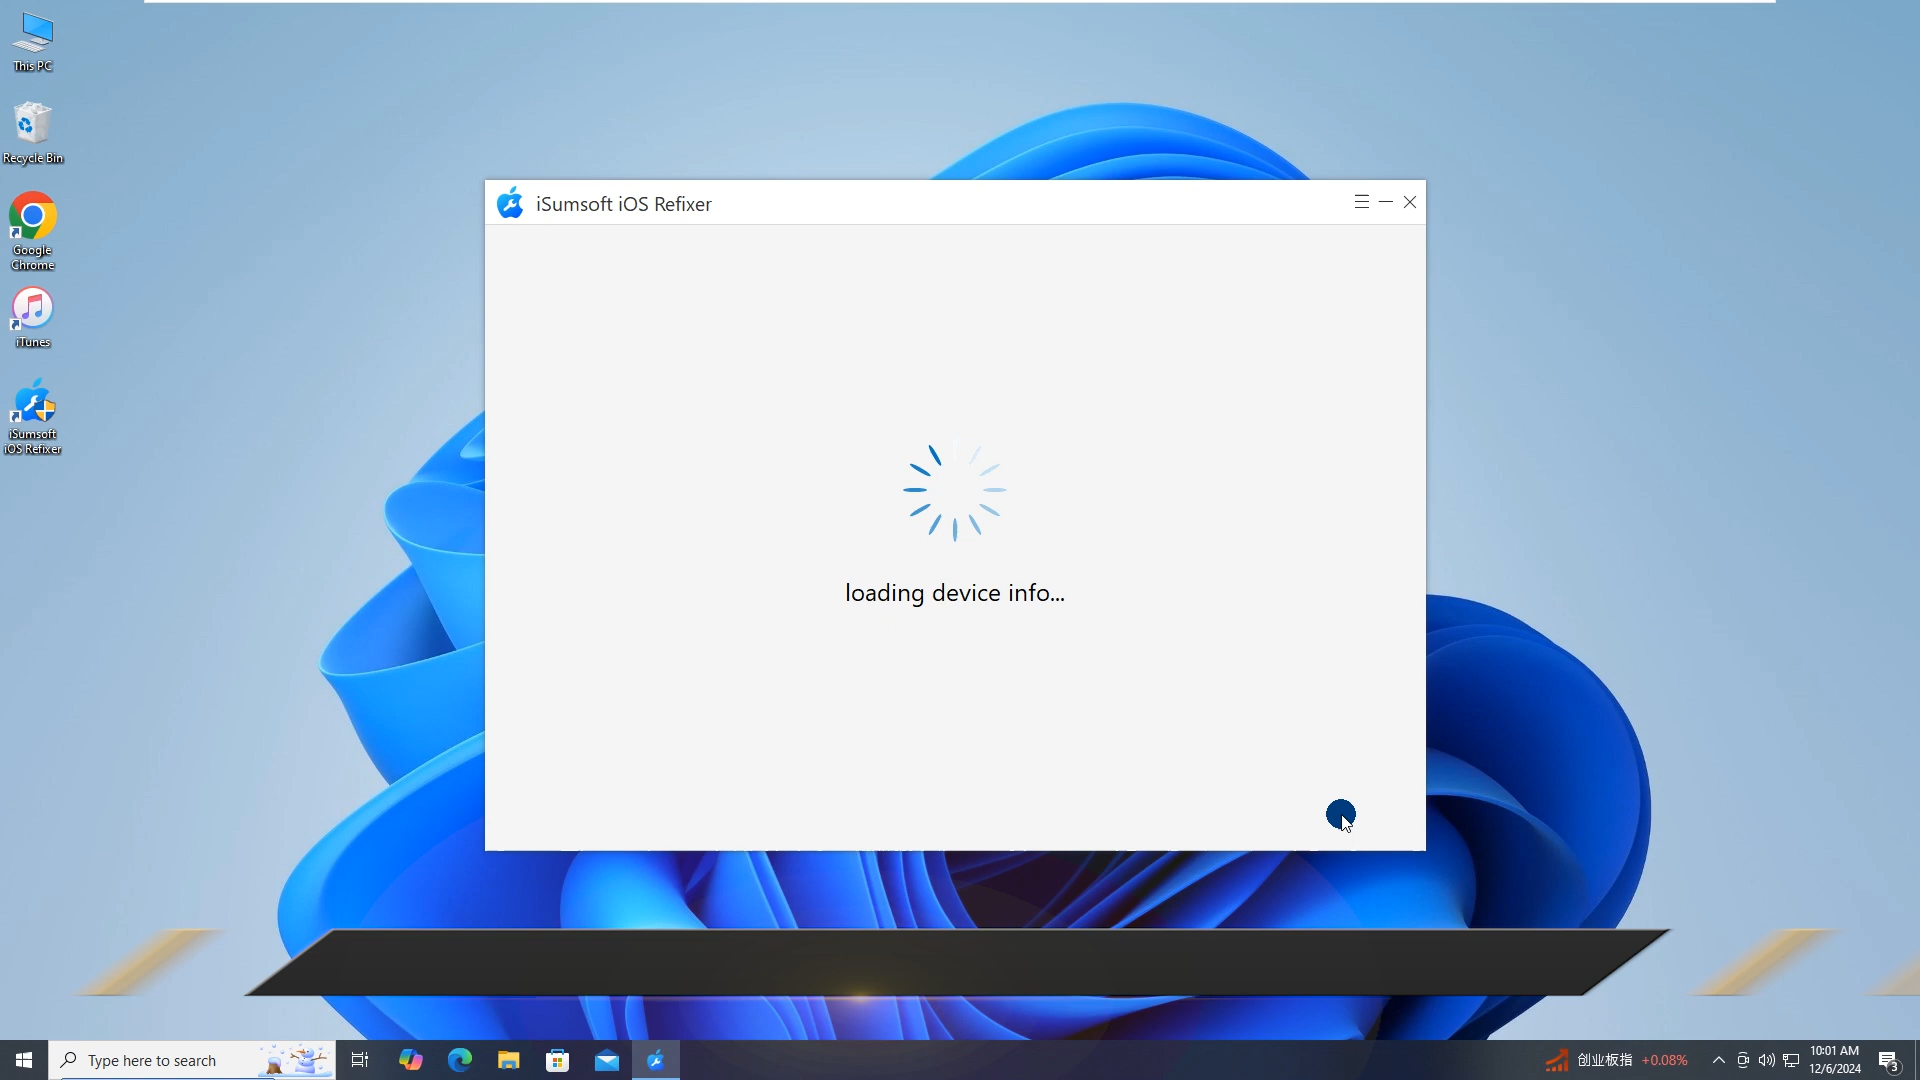 This PC
Recycle Bin
Google
Chrome
iTunes
iSumsoft
iOS Refixer
iSumsoft iOS Refixer
loading device info...
Type here to search
创业板指 +0.08%
10:01 AM
12/6/2024
3